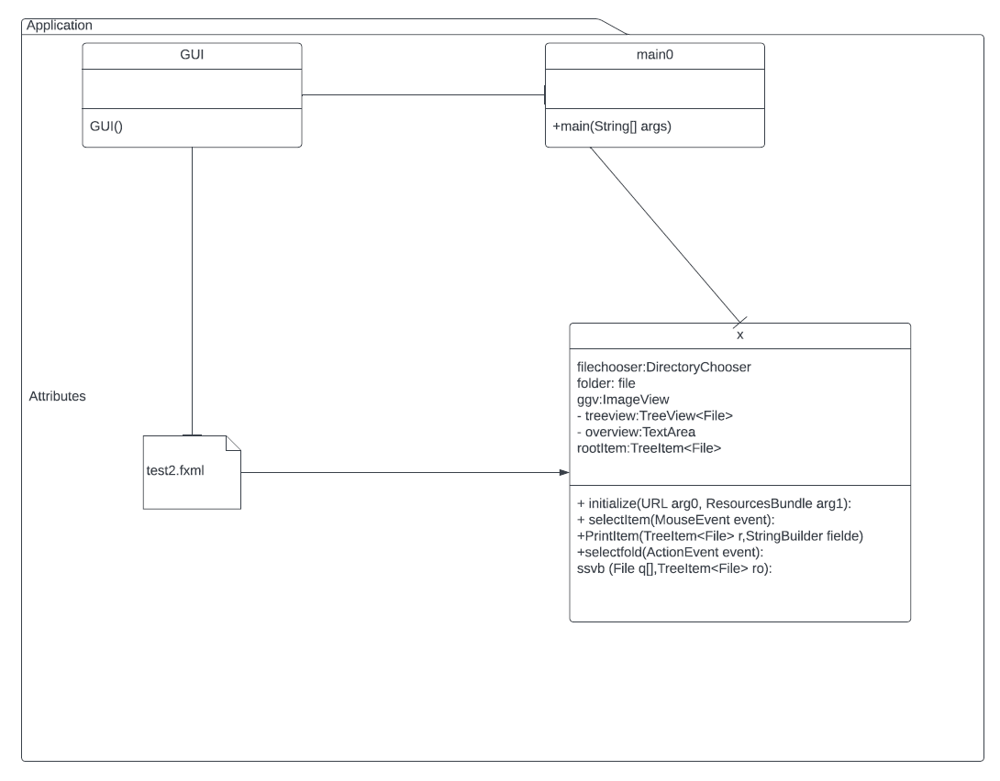 Application
GUI
GUI()
main0
+main(String[] args)
x
filechooser:DirectoryChooser
folder: file
ggv:ImageView
- treeview:TreeView<File>
- overview:TextArea
rootItem:TreeItem<File>
+ initialize(URL arg0, ResourcesBundle arg1):
+ selectItem(MouseEvent event):
+PrintItem(TreeItem<File> r,StringBuilder fielde)
+selectfold(ActionEvent event):
ssvb (File q[],TreeItem<File> ro):
Attributes
test2.fxml